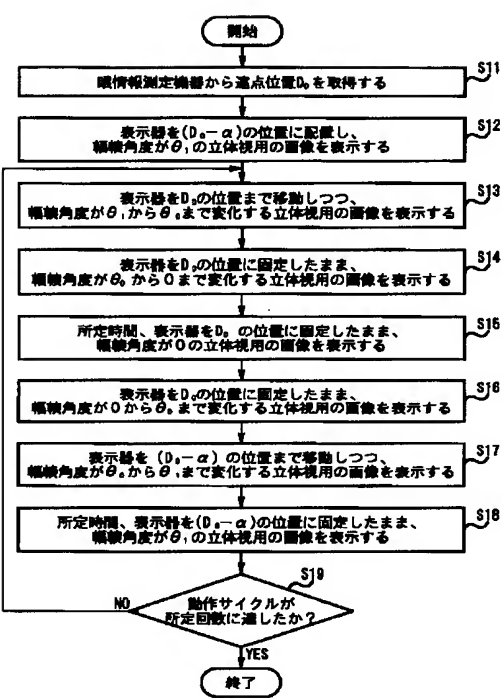 開始
S11
眼情報測定機器から遠点位置D₀を取得する
S12
表示器を(D₀−α)の位置に配置し、
輻輳角度がθ₁の立体視用の画像を表示する
S13
表示器をD₀の位置まで移動しつつ、
輻輳角度がθ₁からθ₀まで変化する立体視用の画像を表示する
S14
表示器をD₀の位置に固定したまま、
輻輳角度がθ₀から0まで変化する立体視用の画像を表示する
S15
所定時間、表示器をD₀の位置に固定したまま、
輻輳角度が0の立体視用の画像を表示する
S16
表示器をD₀の位置に固定したまま、
輻輳角度が0からθ₀まで変化する立体視用の画像を表示する
S17
表示器を(D₀−α)の位置まで移動しつつ、
輻輳角度がθ₀からθ₁まで変化する立体視用の画像を表示する
S18
所定時間、表示器を(D₀−α)の位置に固定したまま、
輻輳角度がθ₁の立体視用の画像を表示する
S19
NO
動作サイクルが
所定回数に達したか?
YES
終了